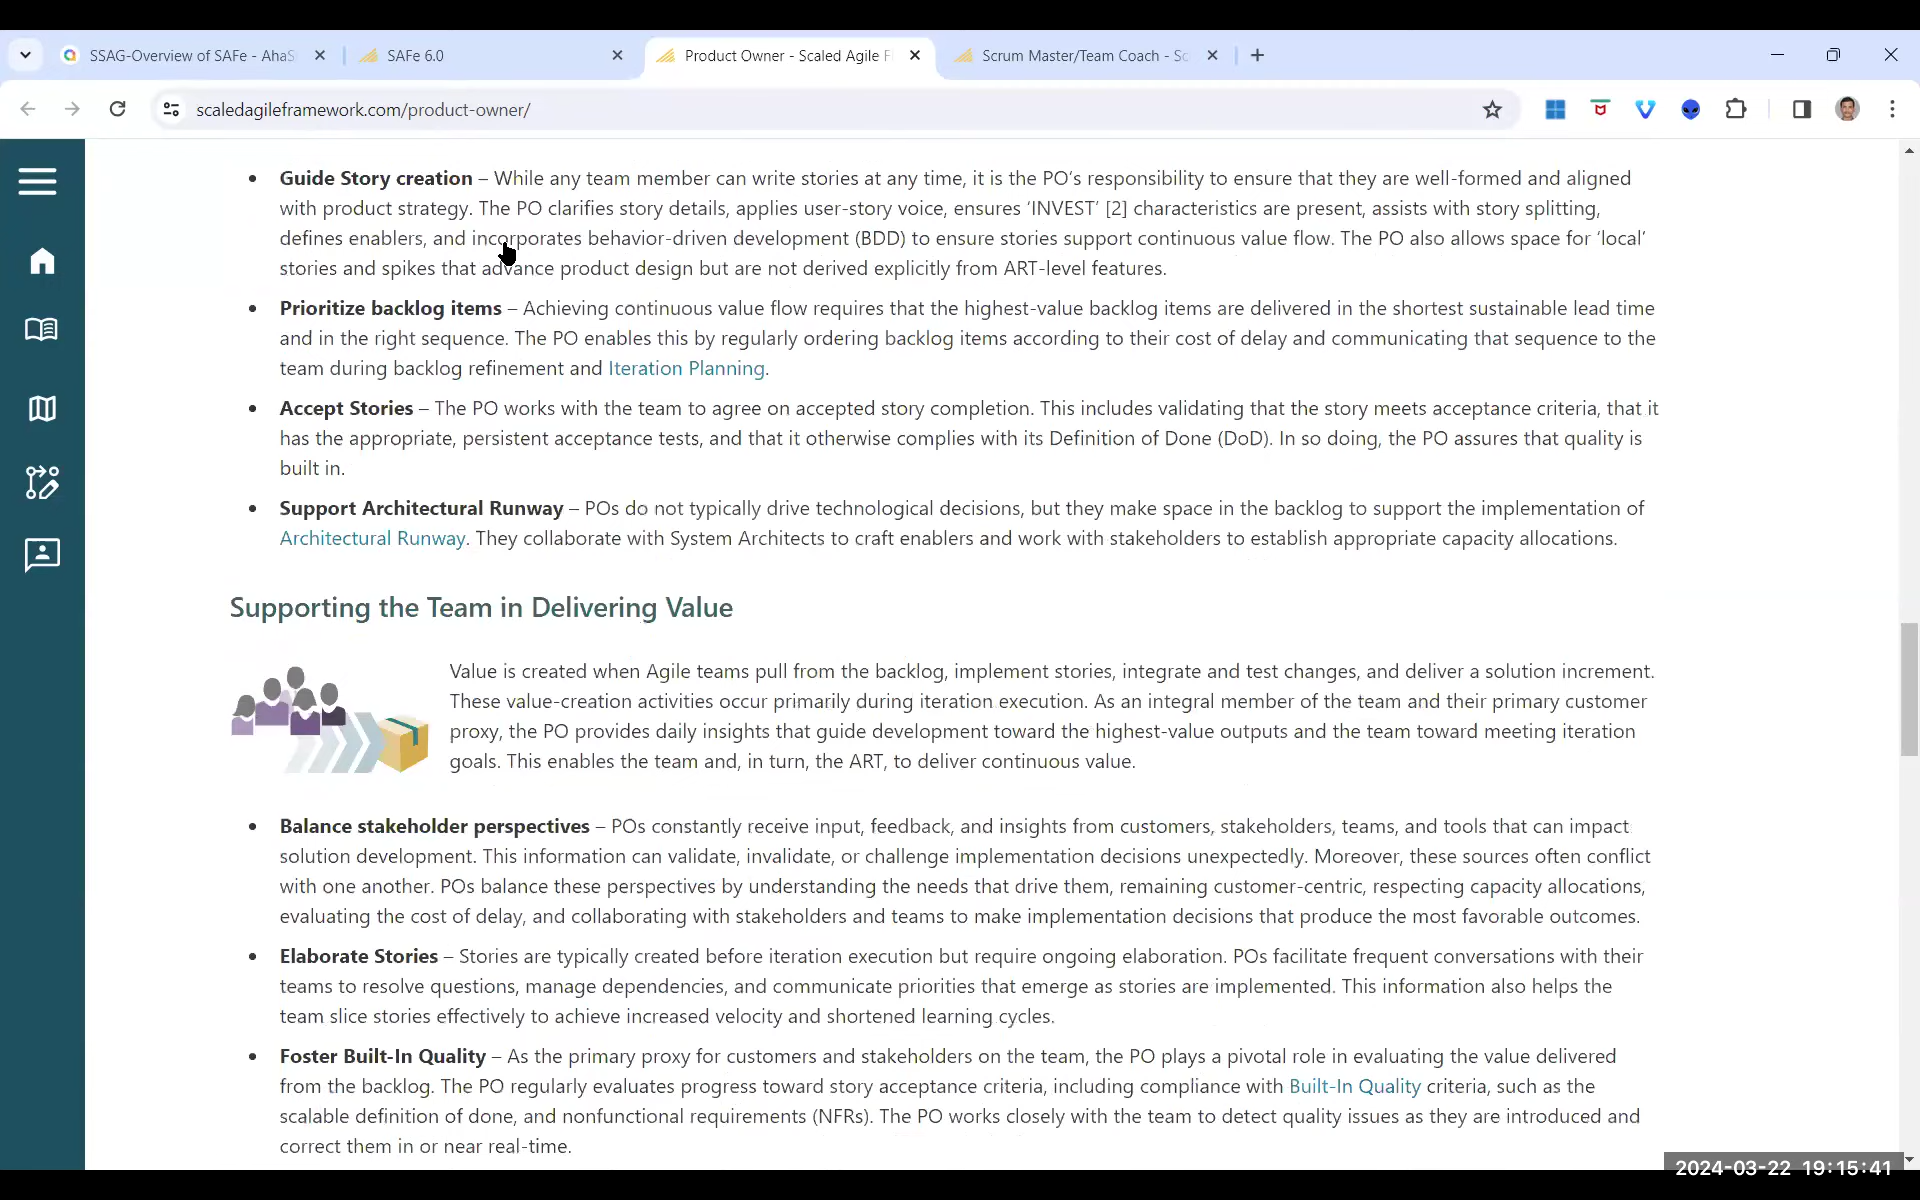 SSAG-Overview of SAFe - AhaS
SAFe 6.0
Product Owner - Scaled Agile F
Scrum Master/Team Coach - Sc
scaledagileframework.com/product-owner/
• Guide Story creation – While any team member can write stories at any time, it is the PO's responsibility to ensure that they are well-formed and aligned
with product strategy. The PO clarifies story details, applies user-story voice, ensures ‘INVEST’ [2] characteristics are present, assists with story splitting,
defines enablers, and incorporates behavior-driven development (BDD) to ensure stories support continuous value flow. The PO also allows space for ‘local’
stories and spikes that advance product design but are not derived explicitly from ART-level features.
• Prioritize backlog items – Achieving continuous value flow requires that the highest-value backlog items are delivered in the shortest sustainable lead time
and in the right sequence. The PO enables this by regularly ordering backlog items according to their cost of delay and communicating that sequence to the
team during backlog refinement and Iteration Planning.
• Accept Stories – The PO works with the team to agree on accepted story completion. This includes validating that the story meets acceptance criteria, that it
has the appropriate, persistent acceptance tests, and that it otherwise complies with its Definition of Done (DoD). In so doing, the PO assures that quality is
built in.
• Support Architectural Runway – POs do not typically drive technological decisions, but they make space in the backlog to support the implementation of
Architectural Runway. They collaborate with System Architects to craft enablers and work with stakeholders to establish appropriate capacity allocations.
Supporting the Team in Delivering Value
Value is created when Agile teams pull from the backlog, implement stories, integrate and test changes, and deliver a solution increment.
These value-creation activities occur primarily during iteration execution. As an integral member of the team and their primary customer
proxy, the PO provides daily insights that guide development toward the highest-value outputs and the team toward meeting iteration
goals. This enables the team and, in turn, the ART, to deliver continuous value.
• Balance stakeholder perspectives – POs constantly receive input, feedback, and insights from customers, stakeholders, teams, and tools that can impact
solution development. This information can validate, invalidate, or challenge implementation decisions unexpectedly. Moreover, these sources often conflict
with one another. POs balance these perspectives by understanding the needs that drive them, remaining customer-centric, respecting capacity allocations,
evaluating the cost of delay, and collaborating with stakeholders and teams to make implementation decisions that produce the most favorable outcomes.
• Elaborate Stories – Stories are typically created before iteration execution but require ongoing elaboration. POs facilitate frequent conversations with their
teams to resolve questions, manage dependencies, and communicate priorities that emerge as stories are implemented. This information also helps the
team slice stories effectively to achieve increased velocity and shortened learning cycles.
• Foster Built-In Quality – As the primary proxy for customers and stakeholders on the team, the PO plays a pivotal role in evaluating the value delivered
from the backlog. The PO regularly evaluates progress toward story acceptance criteria, including compliance with Built-In Quality criteria, such as the
scalable definition of done, and nonfunctional requirements (NFRs). The PO works closely with the team to detect quality issues as they are introduced and
correct them in or near real-time.
2024-03-22 19:15:41